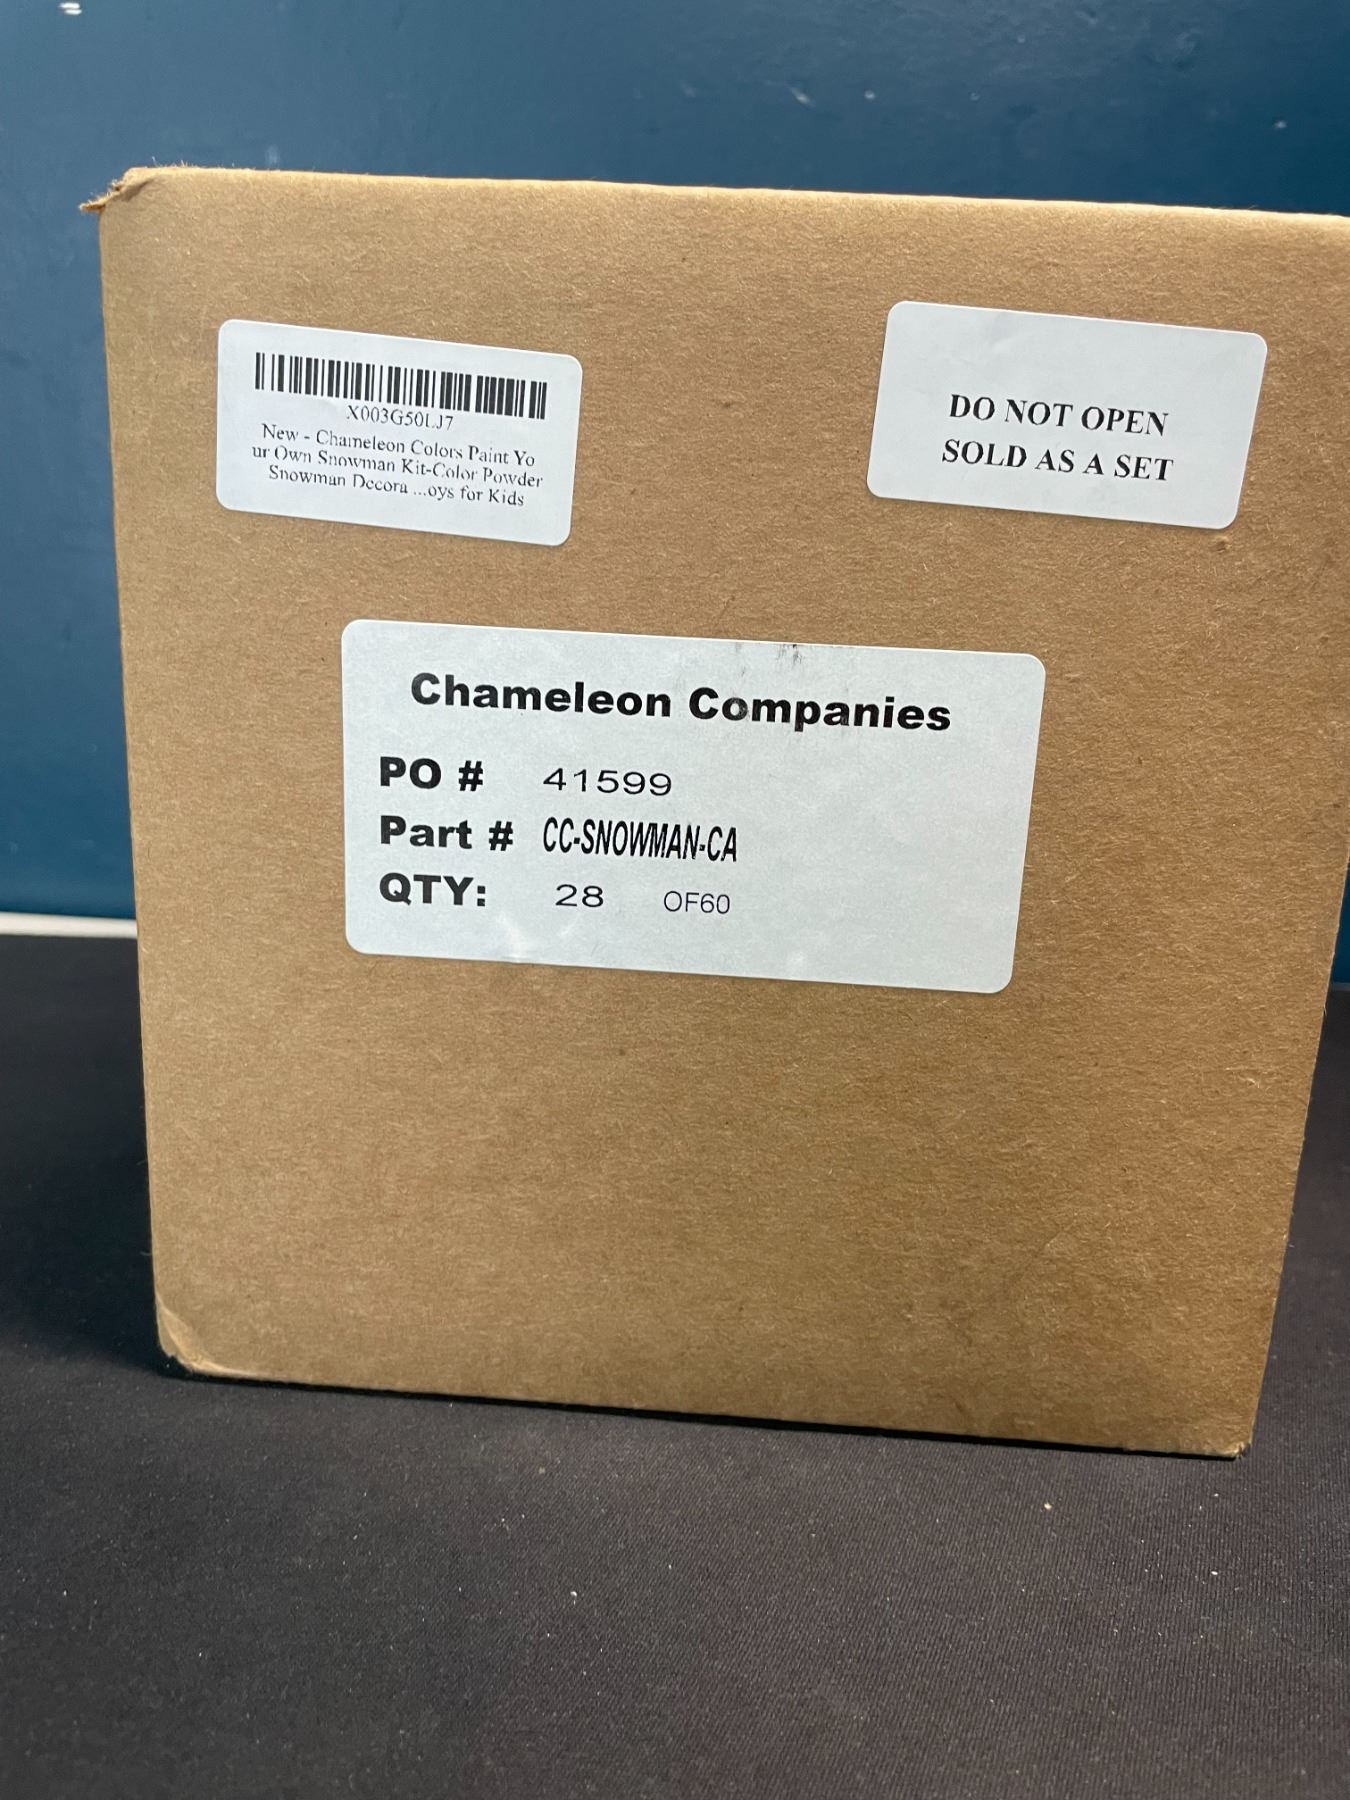 X003G50LJ7
New - Chameleon Colors Paint Yo
ur Own Snowman Kit-Color Powder
Snowman Decora ...oys for Kids
DO NOT OPEN
SOLD AS A SET
Chameleon Companies
PO # 41599
Part # CC-SNOWMAN-CA
QTY: 28 OF60